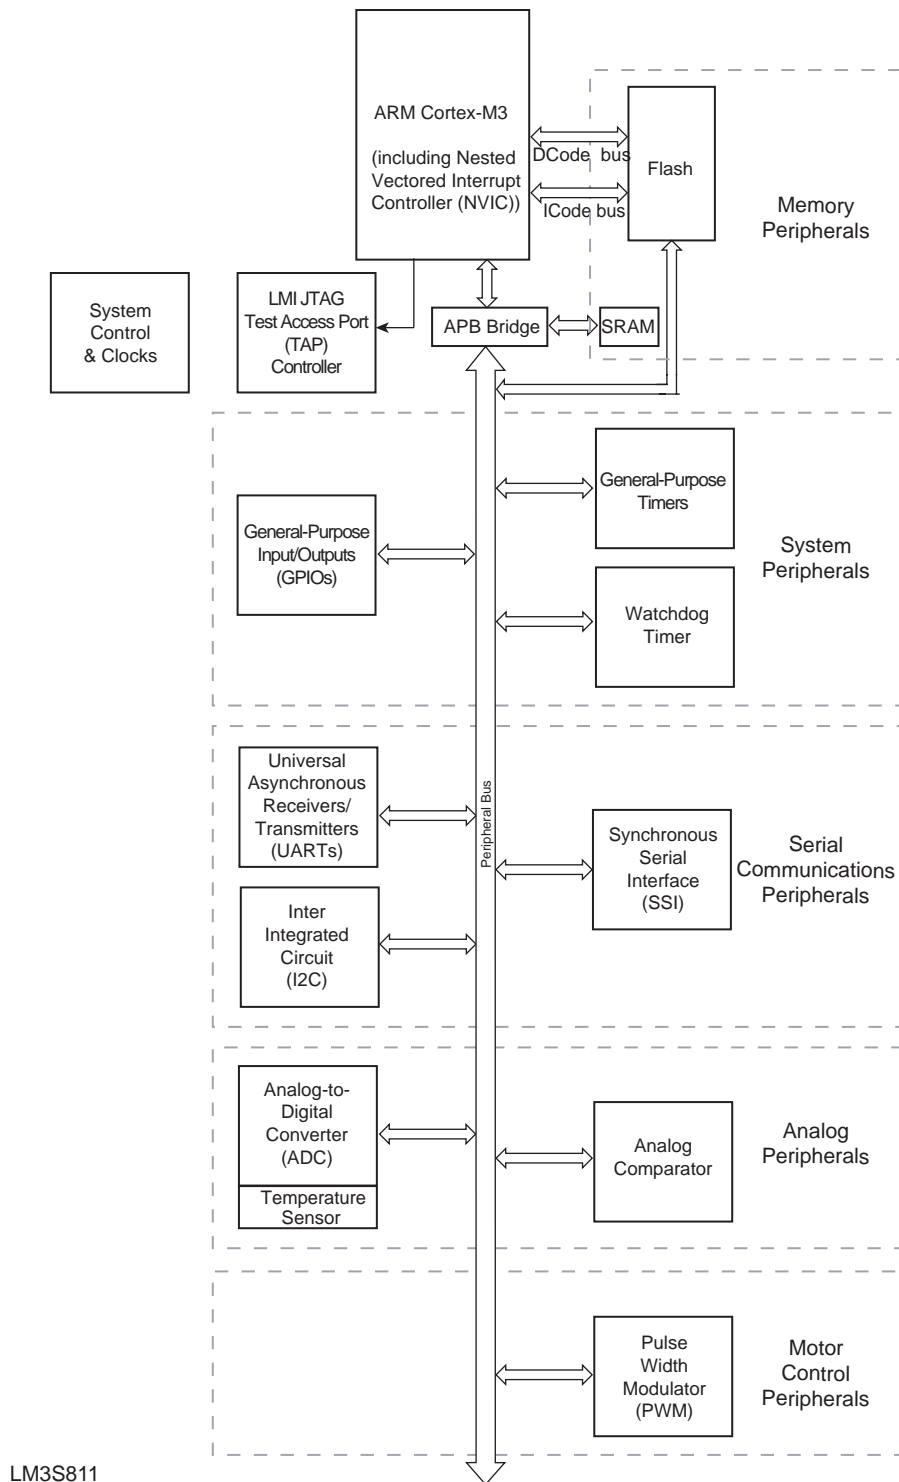 ARM Cortex-M3
(including Nested
Vectored Interrupt
Controller (NVIC))
DCode bus
ICode bus
Flash
Memory
Peripherals
System
Control
& Clocks
LMI JTAG
Test Access Port
(TAP)
Controller
APB Bridge
SRAM
General-Purpose
Input/Outputs
(GPIOs)
General-Purpose
Timers
Watchdog
Timer
System
Peripherals
Universal
Asynchronous
Receivers/
Transmitters
(UARTs)
Inter
Integrated
Circuit
(I2C)
Peripheral Bus
Synchronous
Serial
Interface
(SSI)
Serial
Communications
Peripherals
Analog-to-
Digital
Converter
(ADC)
Temperature
Sensor
Analog
Comparator
Analog
Peripherals
Pulse
Width
Modulator
(PWM)
Motor
Control
Peripherals
LM3S811